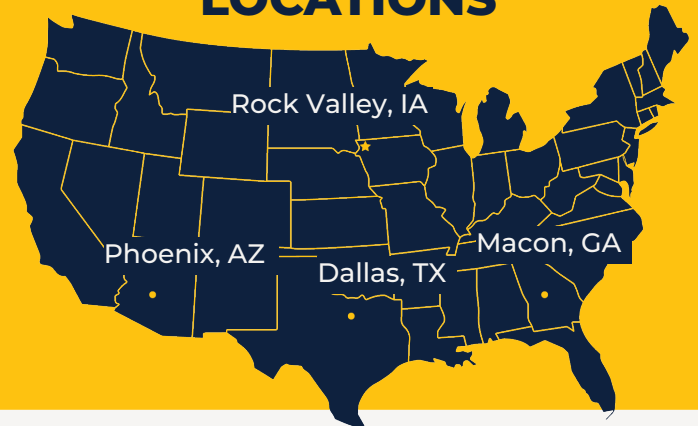 LOCATIONS
Rock Valley, IA
Macon, GA
Phoenix, AZ
Dallas, TX